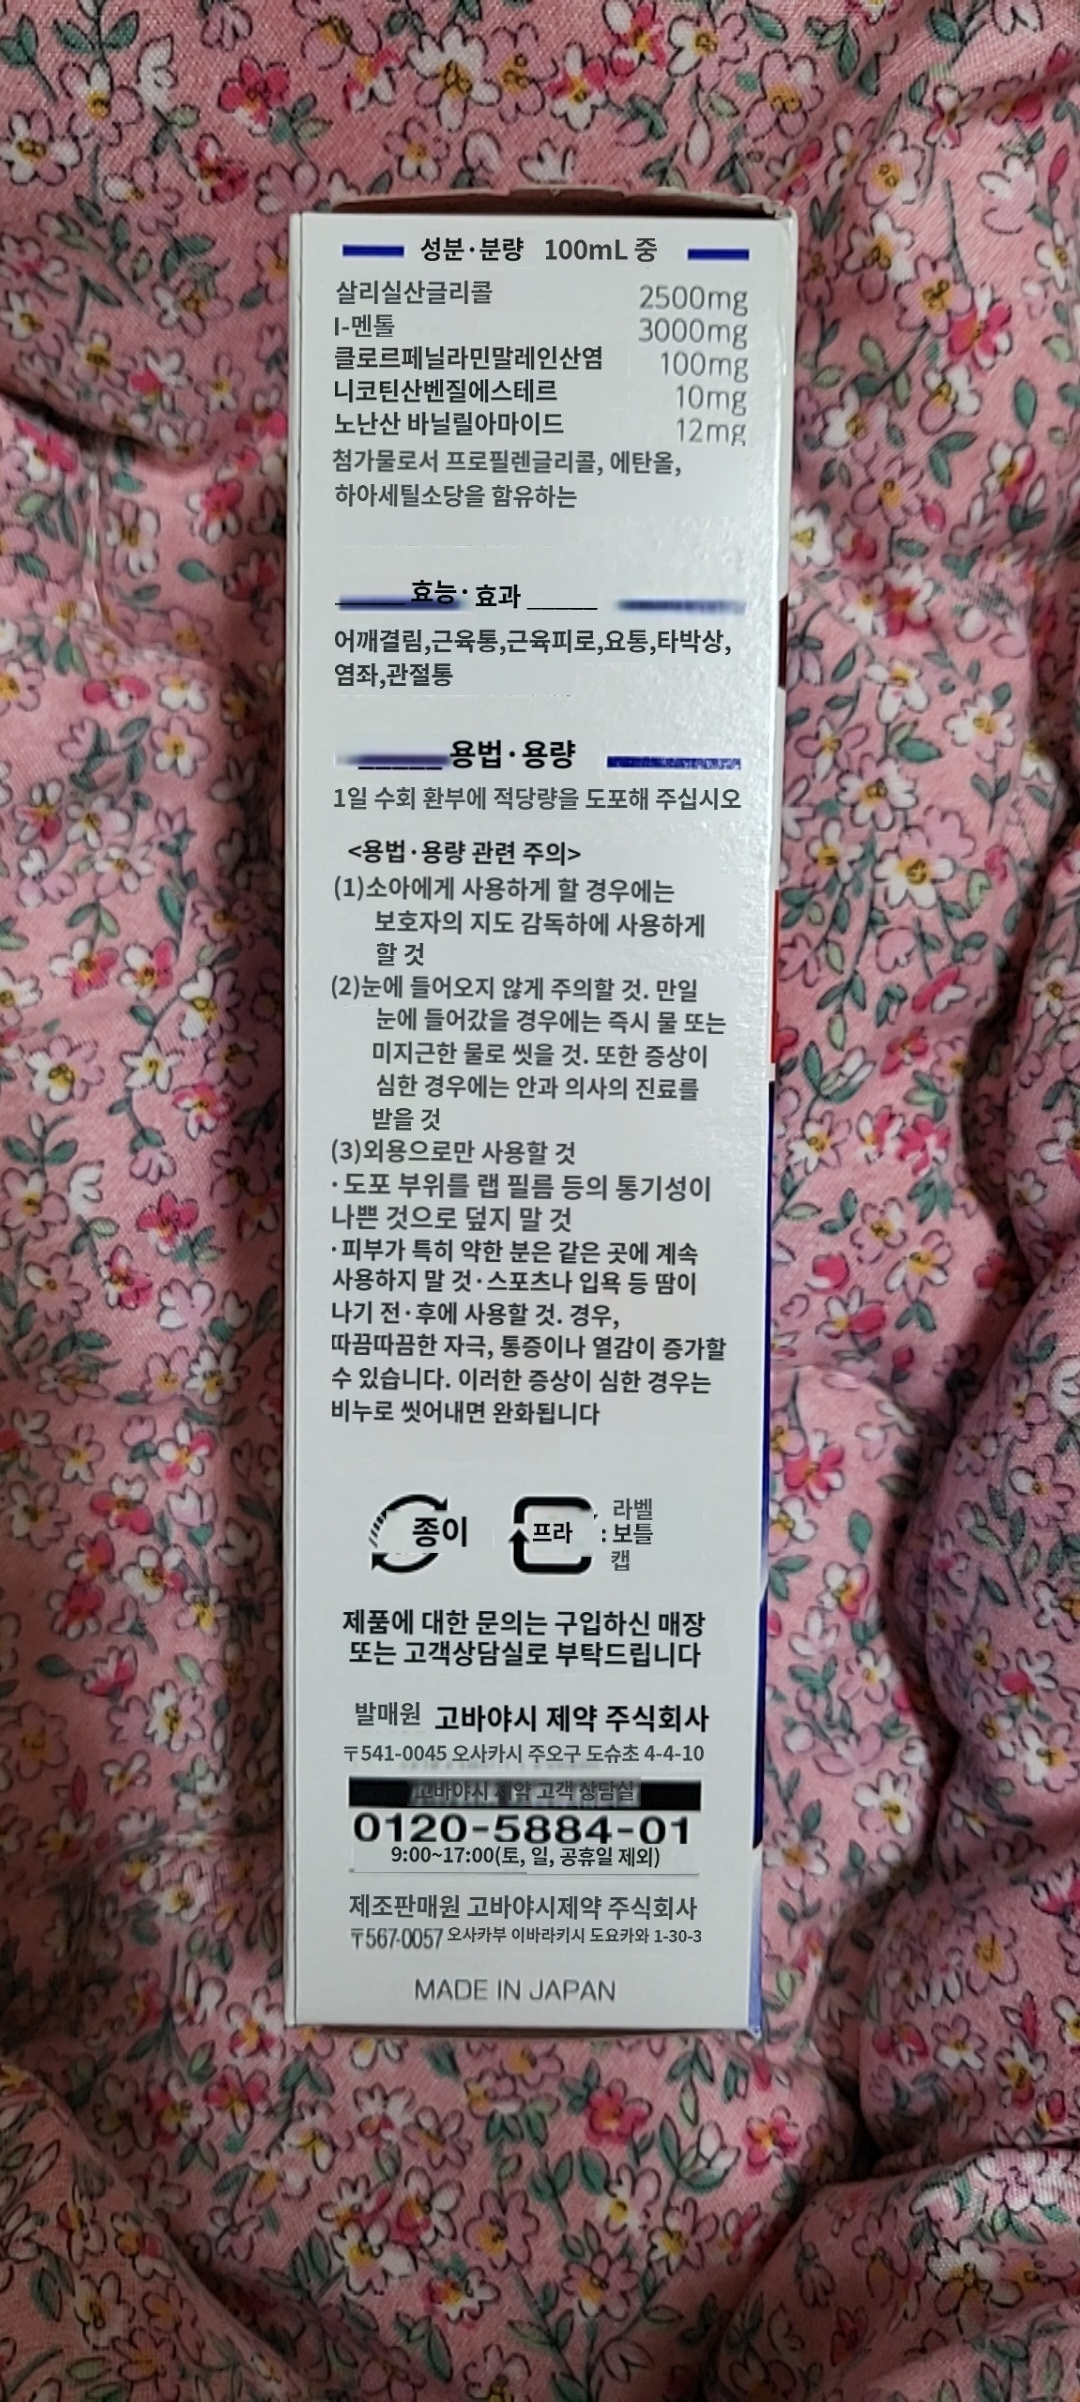 성분·분량 100mL 중
살리실산글리콜 2500mg
l-멘톨 3000mg
클로르페닐라민말레인산염 100mg
니코틴산벤질에스테르 10mg
노난산 바닐릴아마이드 12mg
첨가물로서 프로필렌글리콜, 에탄올,
하아세틸소당을 함유하는
효능·효과
어깨결림,근육통,근육피로,요통,타박상,
염좌,관절통
용법·용량
1일 수회 환부에 적당량을 도포해 주십시오
<용법·용량 관련 주의>
(1)소아에게 사용하게 할 경우에는
보호자의 지도 감독하에 사용하게
할 것
(2)눈에 들어오지 않게 주의할 것. 만일
눈에 들어갔을 경우에는 즉시 물 또는
미지근한 물로 씻을 것. 또한 증상이
심한 경우에는 안과 의사의 진료를
받을 것
(3)외용으로만 사용할 것
·도포 부위를 랩 필름 등의 통기성이
나쁜 것으로 덮지 말 것
·피부가 특히 약한 분은 같은 곳에 계속
사용하지 말 것·스포츠나 입욕 등 땀이
나기 전·후에 사용할 것. 경우,
따끔따끔한 자극, 통증이나 열감이 증가할
수 있습니다. 이러한 증상이 심한 경우는
비누로 씻어내면 완화됩니다
종이
프라
라벨
: 보틀
캡
제품에 대한 문의는 구입하신 매장
또는 고객상담실로 부탁드립니다
발매원 고바야시 제약 주식회사
〒541-0045 오사카시 주오구 도슈초 4-4-10
고바야시 제약 고객 상담실
0120-5884-01
9:00~17:00(토, 일, 공휴일 제외)
제조판매원 고바야시제약 주식회사
〒567-0057 오사카부 이바라키시 도요카와 1-30-3
MADE IN JAPAN